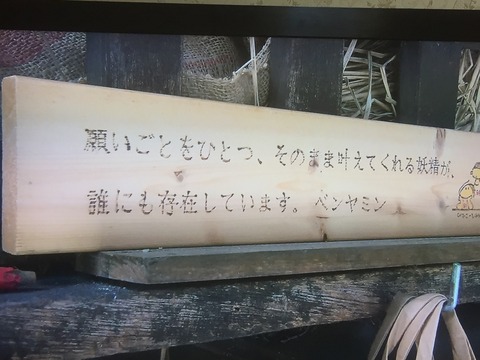 願いごとをひとつ、そのまま叶えてくれる妖精が、
誰にも存在しています。 ベンヤミン